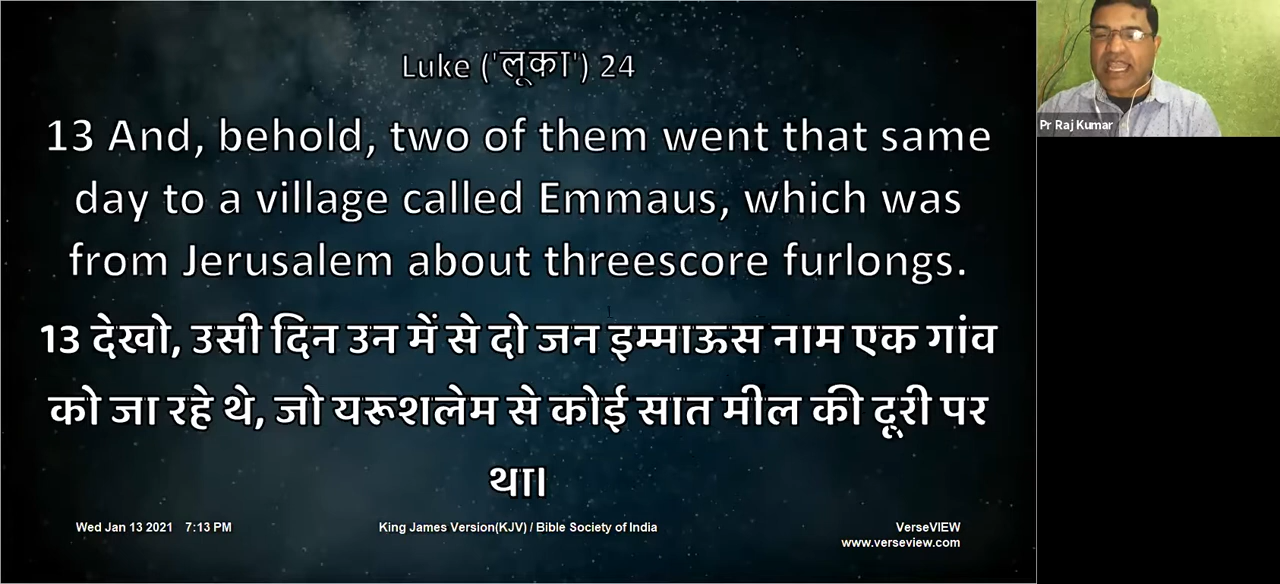 Luke ('लूका') 24
13 And, behold, two of them went that same
day to a village called Emmaus, which was
from Jerusalem about threescore furlongs.
13 देखो, उसी दिन उन में से दो जन इम्माऊस नाम एक गांव
को जा रहे थे, जो यरूशलेम से कोई सात मील की दूरी पर
था।
Wed Jan 13 2021 7:13 PM
King James Version(KJV) / Bible Society of India
VerseVIEW
www.verseview.com
Pr Raj Kumar